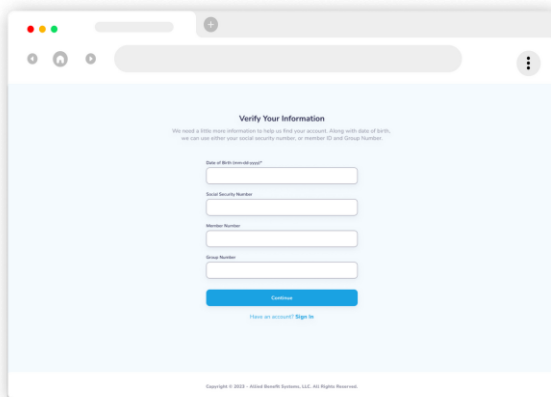 Verify Your Information
We need a little more information to help us find your account. Along with date of birth,
we can use either your social security number, or member ID and Group Number.
Date of Birth (mm-dd-yyyy)*
Social Security Number
Member Number
Group Number
Continue
Have an account? Sign In
Copyright © 2025 - Allied Benefit Systems, LLC. All Rights Reserved.